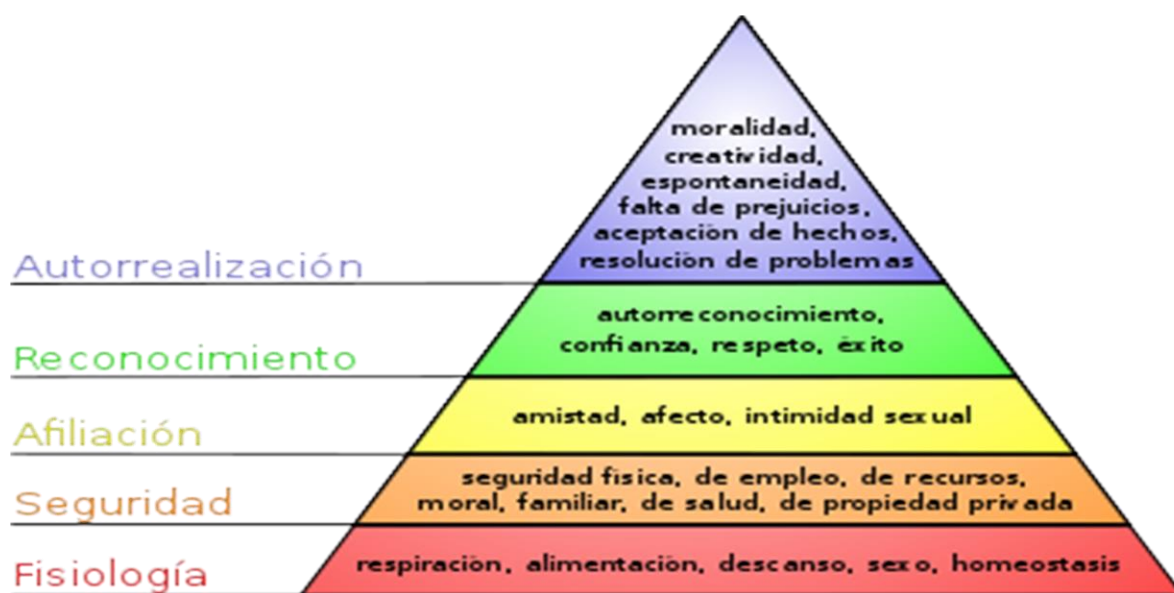 moralidad,
creatividad,
espontaneidad,
falta de prejuicios,
aceptación de hechos,
resolución de problemas
Autorrealización
autorreconocimiento,
confianza, respeto, éxito
Reconocimiento
amistad, afecto, intimidad sexual
Afiliación
seguridad física, de empleo, de recursos,
moral, familiar, de salud, de propiedad privada
Seguridad
respiración, alimentación, descanso, sexo, homeostasis
Fisiología